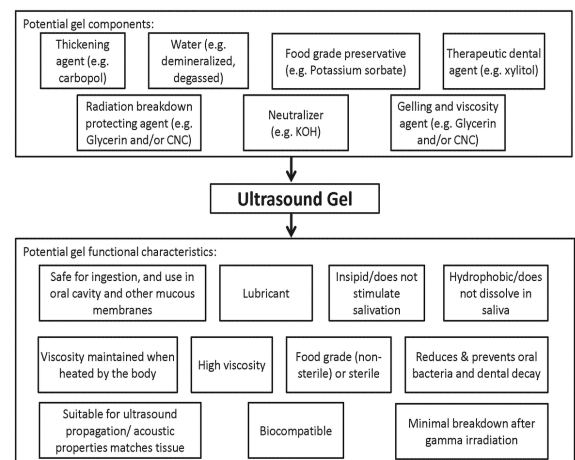 Potential gel components:
Thickening
agent (e.g.
carbopol)
Water (e.g.
demineralized,
degassed)
Food grade preservative
(e.g. Potassium sorbate)
Therapeutic dental
agent (e.g. xylitol)
Radiation breakdown
protecting agent (e.g.
Glycerin and/or CNC)
Neutralizer
(e.g. KOH)
Gelling and viscosity
agent (e.g. Glycerin
and/or CNC)
Ultrasound Gel
Potential gel functional characteristics:
Safe for ingestion, and use in
oral cavity and other mucous
membranes
Lubricant
Insipid/does not
stimulate
salivation
Hydrophobic/does
not dissolve in
saliva
Viscosity maintained when
heated by the body
High viscosity
Food grade (non-
sterile) or sterile
Reduces & prevents oral
bacteria and dental decay
Suitable for ultrasound
propagation/ acoustic
properties matches tissue
Biocompatible
Minimal breakdown after
gamma irradiation